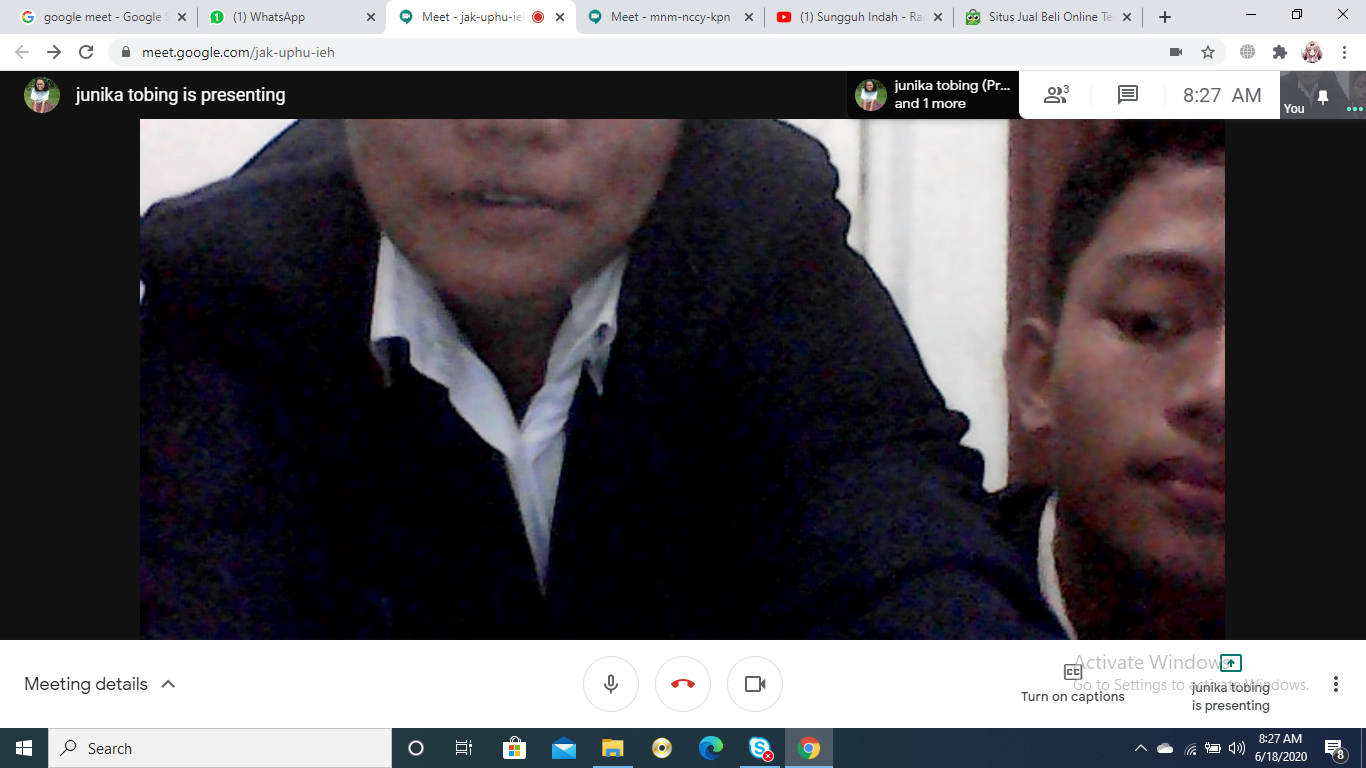 google meet - Google S
(1) WhatsApp
Meet - jak-uphu-ie
Meet - mnm-nccy-kpn
(1) Sungguh Indah - Ra
Situs Jual Beli Online Te
meet.google.com/jak-uphu-ieh
junika tobing is presenting
junika tobing (Pr...
and 1 more
3
8:27 AM
You
Meeting details
Turn on captions
junika tobing
is presenting
Activate Windows
Go to Settings to activate Windows.
Search
8:27 AM
6/18/2020
8